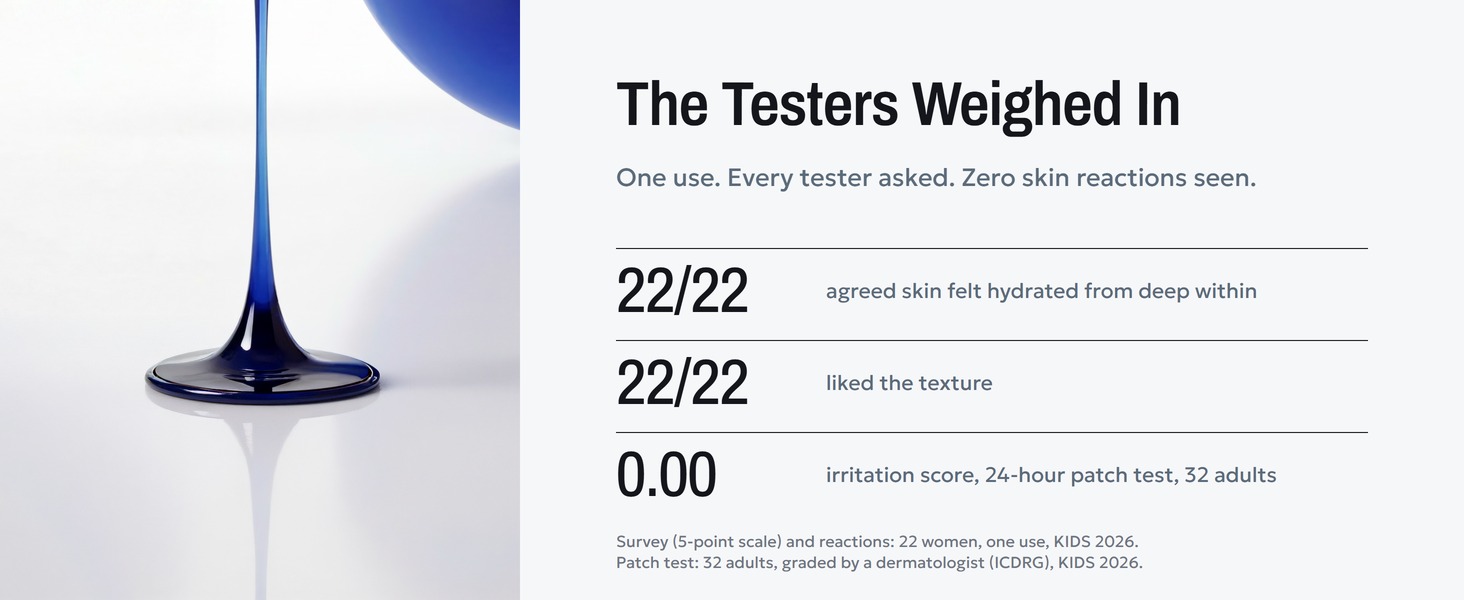 The Testers Weighed In
One use. Every tester asked. Zero skin reactions seen.
22/22 agreed skin felt hydrated from deep within
22/22 liked the texture
0.00 irritation score, 24-hour patch test, 32 adults
Survey (5-point scale) and reactions: 22 women, one use, KIDS 2026.
Patch test: 32 adults, graded by a dermatologist (ICDRG), KIDS 2026.